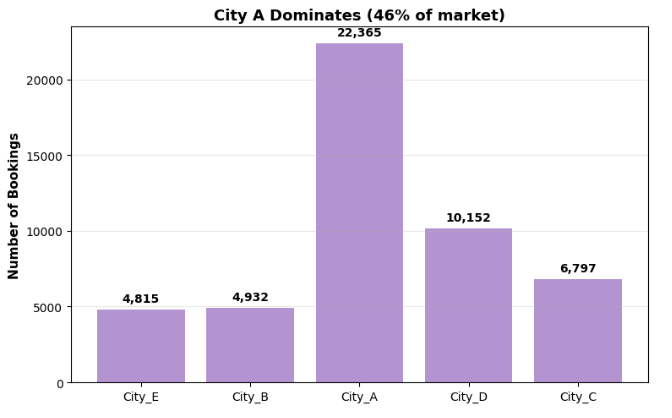 City A Dominates (46% of market)
22,365
20000
15000
10,152
10000
6,797
4,815
4,932
5000
0
Number of Bookings
City_E
City_B
City_A
City_D
City_C